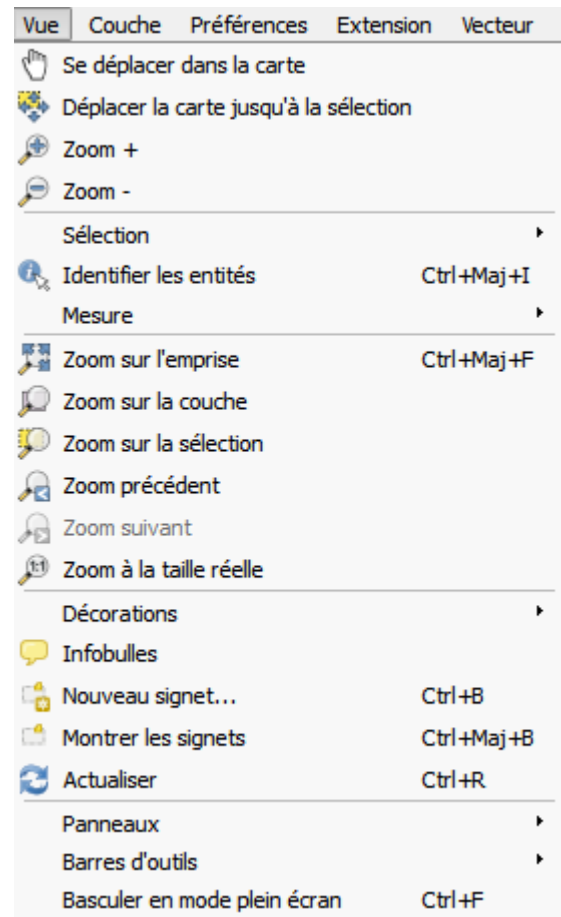 Vue Couche Préférences Extension Vecteur
Se déplacer dans la carte
Déplacer la carte jusqu'à la sélection
Zoom +
Zoom -
Sélection
Identifier les entités Ctrl+Maj+I
Mesure
Zoom sur l'emprise Ctrl+Maj+F
Zoom sur la couche
Zoom sur la sélection
Zoom précédent
Zoom suivant
1:1 Zoom à la taille réelle
Décorations
Infobulles
Nouveau signet... Ctrl+B
Montrer les signets Ctrl+Maj+B
Actualiser Ctrl+R
Panneaux
Barres d'outils
Basculer en mode plein écran Ctrl+F